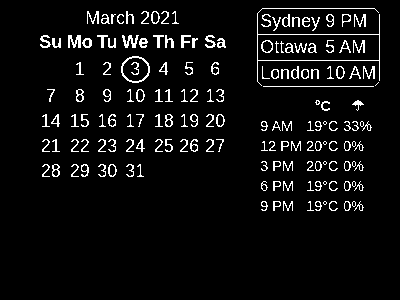 March 2021
Su Mo Tu We Th Fr Sa
1 2 3 4 5 6
7 8 9 10 11 12 13
14 15 16 17 18 19 20
21 22 23 24 25 26 27
28 29 30 31
Sydney 9 PM
Ottawa 5 AM
London 10 AM
°C ☂
9 AM 19°C 33%
12 PM 20°C 0%
3 PM 20°C 0%
6 PM 19°C 0%
9 PM 19°C 0%